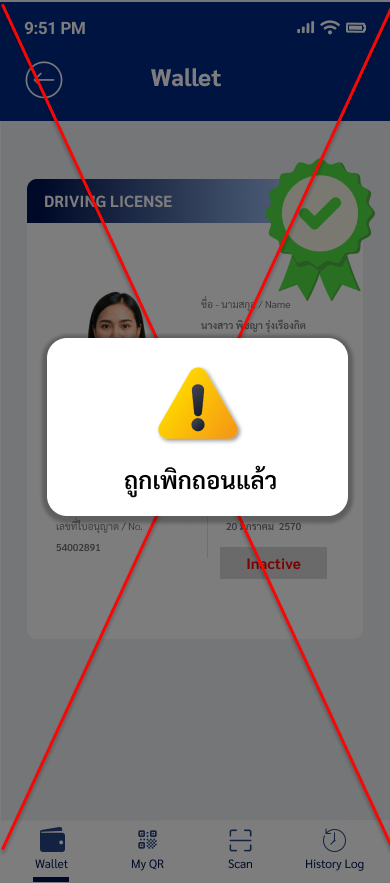 9:51 PM
Wallet
DRIVING LICENSE
ชื่อ - นามสกุล / Name
นางสาว พิชญา รุ่งเรืองกิต
ถูกเพิกถอนแล้ว
เลขที่ใบอนุญาต / No.
20 มกราคม 2570
54002891
Inactive
Wallet
My QR
Scan
History Log